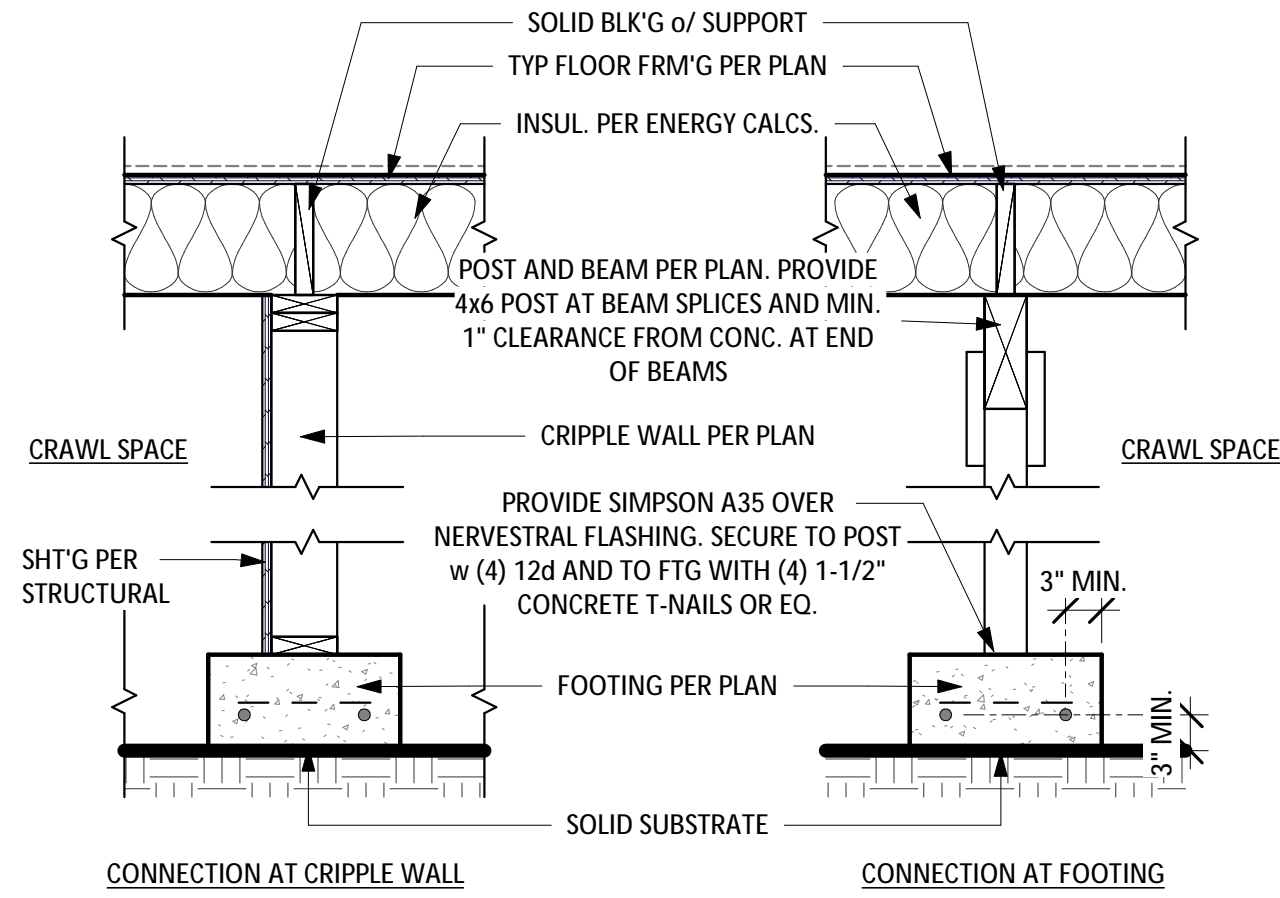 SOLID BLK'G o/ SUPPORT
TYP FLOOR FRM'G PER PLAN
INSUL. PER ENERGY CALCS.
POST AND BEAM PER PLAN. PROVIDE
4x6 POST AT BEAM SPLICES AND MIN.
1" CLEARANCE FROM CONC. AT END
OF BEAMS
CRAWL SPACE
CRIPPLE WALL PER PLAN
CRAWL SPACE
PROVIDE SIMPSON A35 OVER
NERVESTRAL FLASHING. SECURE TO POST
w (4) 12d AND TO FTG WITH (4) 1-1/2"
CONCRETE T-NAILS OR EQ.
SHT'G PER
STRUCTURAL
3" MIN.
FOOTING PER PLAN
3" MIN.
SOLID SUBSTRATE
CONNECTION AT CRIPPLE WALL
CONNECTION AT FOOTING